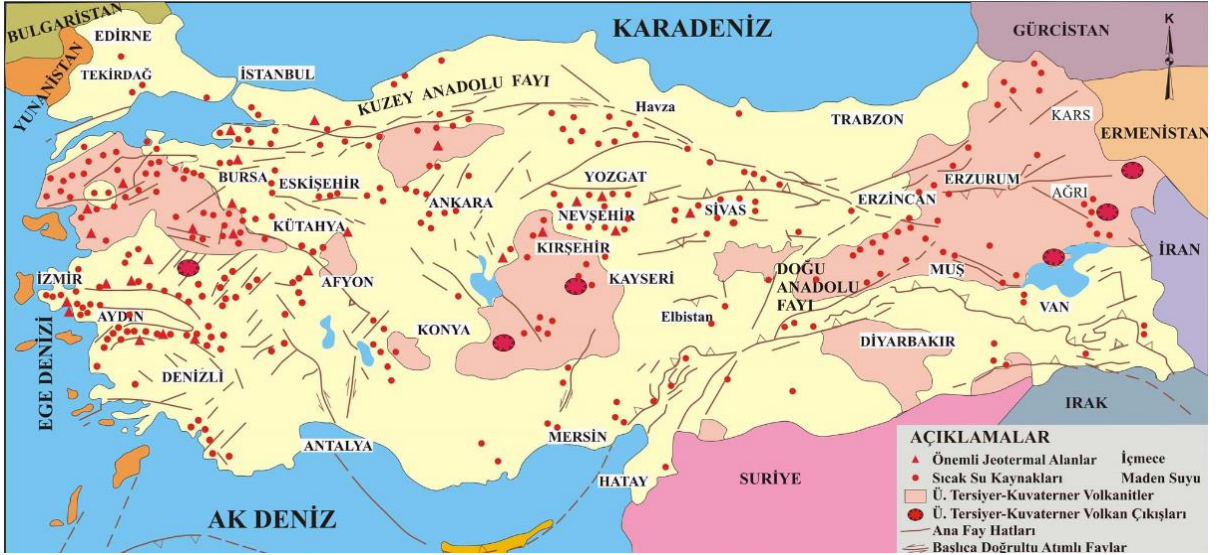 BULGARİSTAN
EDİRNE
KARADENİZ
GÜRCİSTAN
K
YUNANİSTAN
TEKİRDAĞ
İSTANBUL
KUZEY ANADOLU FAYI
Havza
TRABZON
KARS
ERMENİSTAN
BURSA
ESKİŞEHİR
ANKARA
YOZGAT
ERZİNCAN
ERZURUM
AĞRI
KÜTAHYA
NEVŞEHİR
SİVAS
KIRŞEHİR
İRAN
İZMİR
AFYON
KAYSERİ
DOĞU
ANADOLU
FAYI
MUŞ
VAN
AYDIN
KONYA
Elbistan
DİYARBAKIR
EGE DENİZİ
DENİZLİ
ANTALYA
MERSİN
HATAY
IRAK
SURİYE
AK DENİZ
AÇIKLAMALAR
Önemli Jeotermal Alanlar İçmece
Sıcak Su Kaynakları Maden Suyu
Ü. Tersiyer-Kuvaterner Volkanitler
Ü. Tersiyer-Kuvaterner Volkan Çıkışları
Ana Fay Hatları
Başlıca Doğrultu Atımlı Faylar